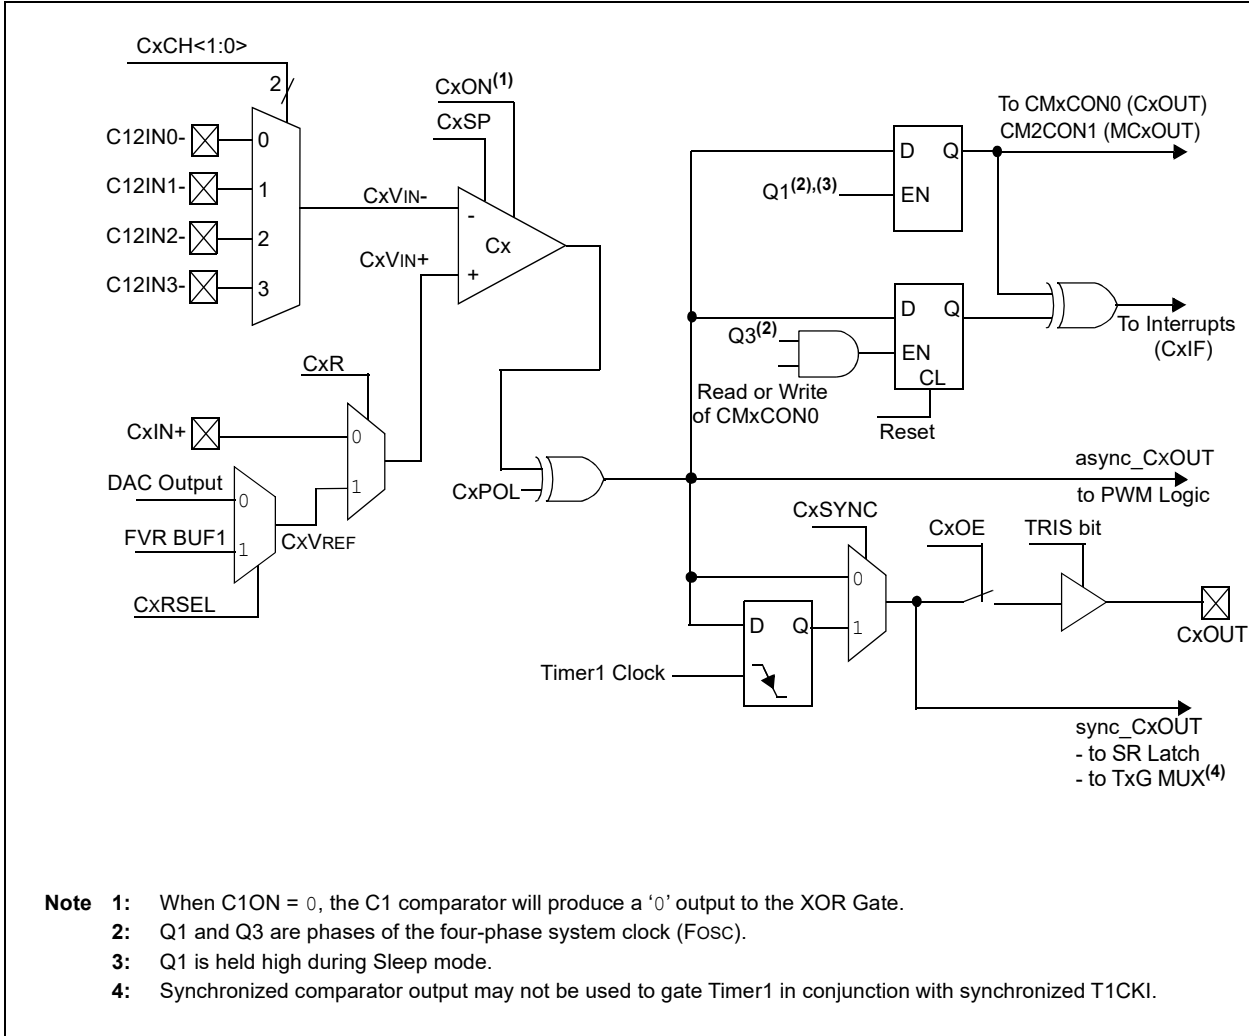 CxCH<1:0>
2
CxON(1)
CxSP
To CMxCON0 (CxOUT)
CM2CON1 (MCxOUT)
C12IN0-
0
C12IN1-
1
C12IN2-
2
C12IN3-
3
CxVIN-
-
Cx
CxVIN+
+
D
Q
Q1(2),(3)
EN
D
Q
Q3(2)
EN
CL
Read or Write
of CMxCON0
Reset
To Interrupts
(CxIF)
CxR
CxIN+
0
1
DAC Output
0
FVR BUF1
1
CxVREF
CxRSEL
CxPOL
async_CxOUT
to PWM Logic
CxSYNC
CxOE
TRIS bit
0
1
D
Q
Timer1 Clock
CxOUT
sync_CxOUT
- to SR Latch
- to TxG MUX(4)
Note 1: When C1ON = 0, the C1 comparator will produce a ‘0’ output to the XOR Gate.
2: Q1 and Q3 are phases of the four-phase system clock (FOSC).
3: Q1 is held high during Sleep mode.
4: Synchronized comparator output may not be used to gate Timer1 in conjunction with synchronized T1CKI.